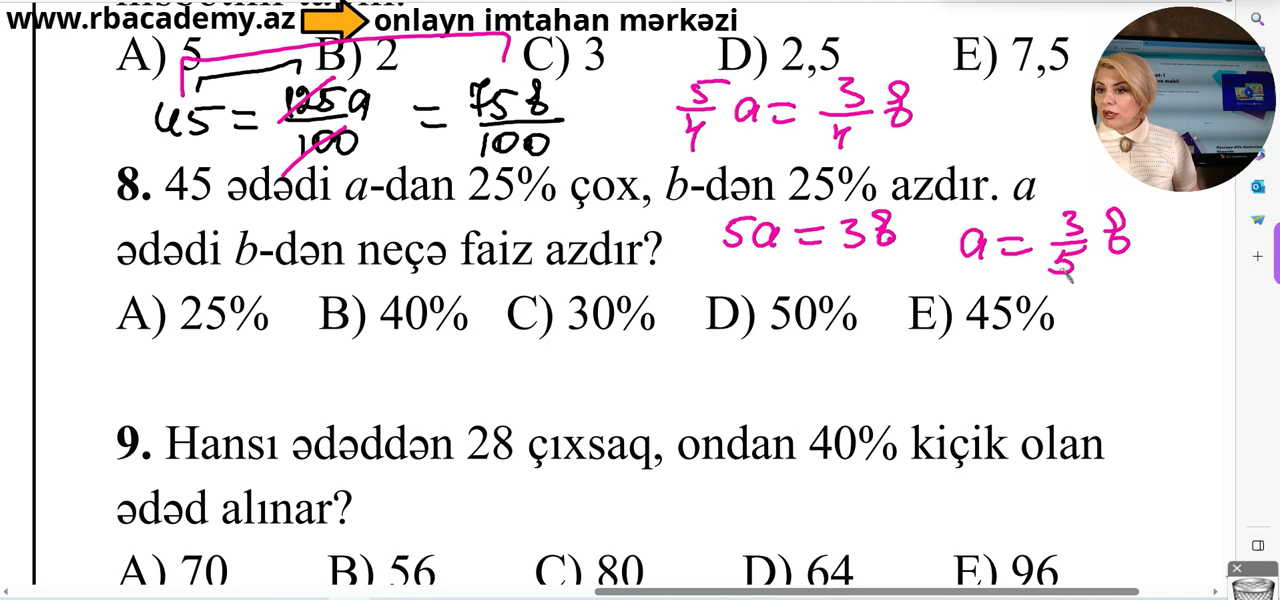 www.rbacademy.az onlayn imtahan mərkəzi
A) 5 B) 2 C) 3 D) 2,5 E) 7,5
45 = 125a/100 = 75b/100 5/4 a = 3/4 b
8. 45 ədədi a-dan 25% çox, b-dən 25% azdır. a
ədədi b-dən neçə faiz azdır?
5a = 3b a = 3/5 b
A) 25% B) 40% C) 30% D) 50% E) 45%
9. Hansı ədəddən 28 çıxsaq, ondan 40% kiçik olan
ədəd alınar?
A) 70 B) 56 C) 80 D) 64 E) 96